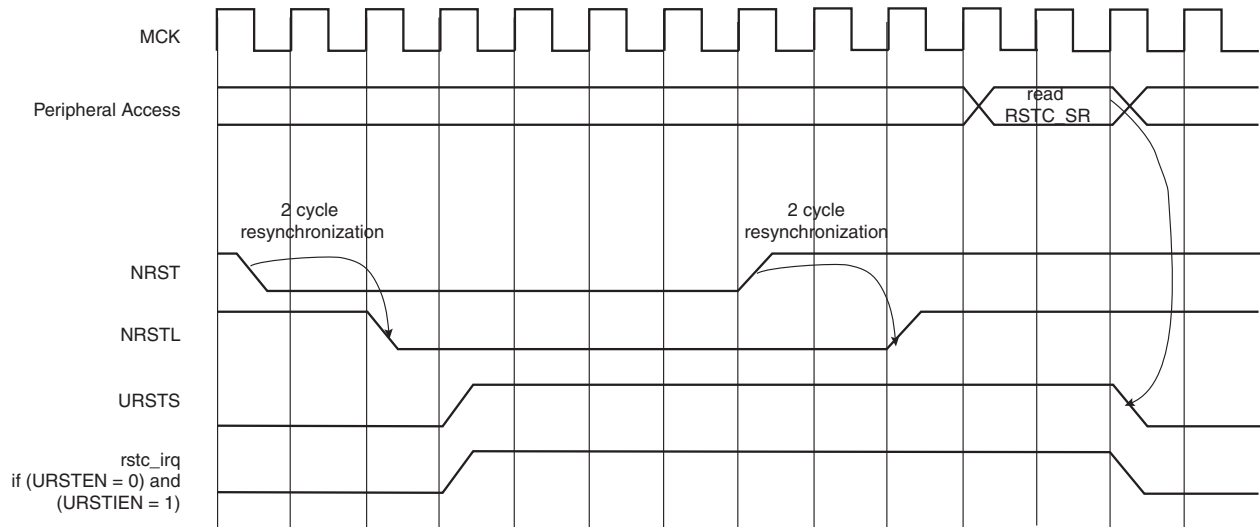 MCK
Peripheral Access
read
RSTC_SR
2 cycle
resynchronization
2 cycle
resynchronization
NRST
NRSTL
URSTS
rstc_irq
if (URSTEN = 0) and
(URSTIEN = 1)